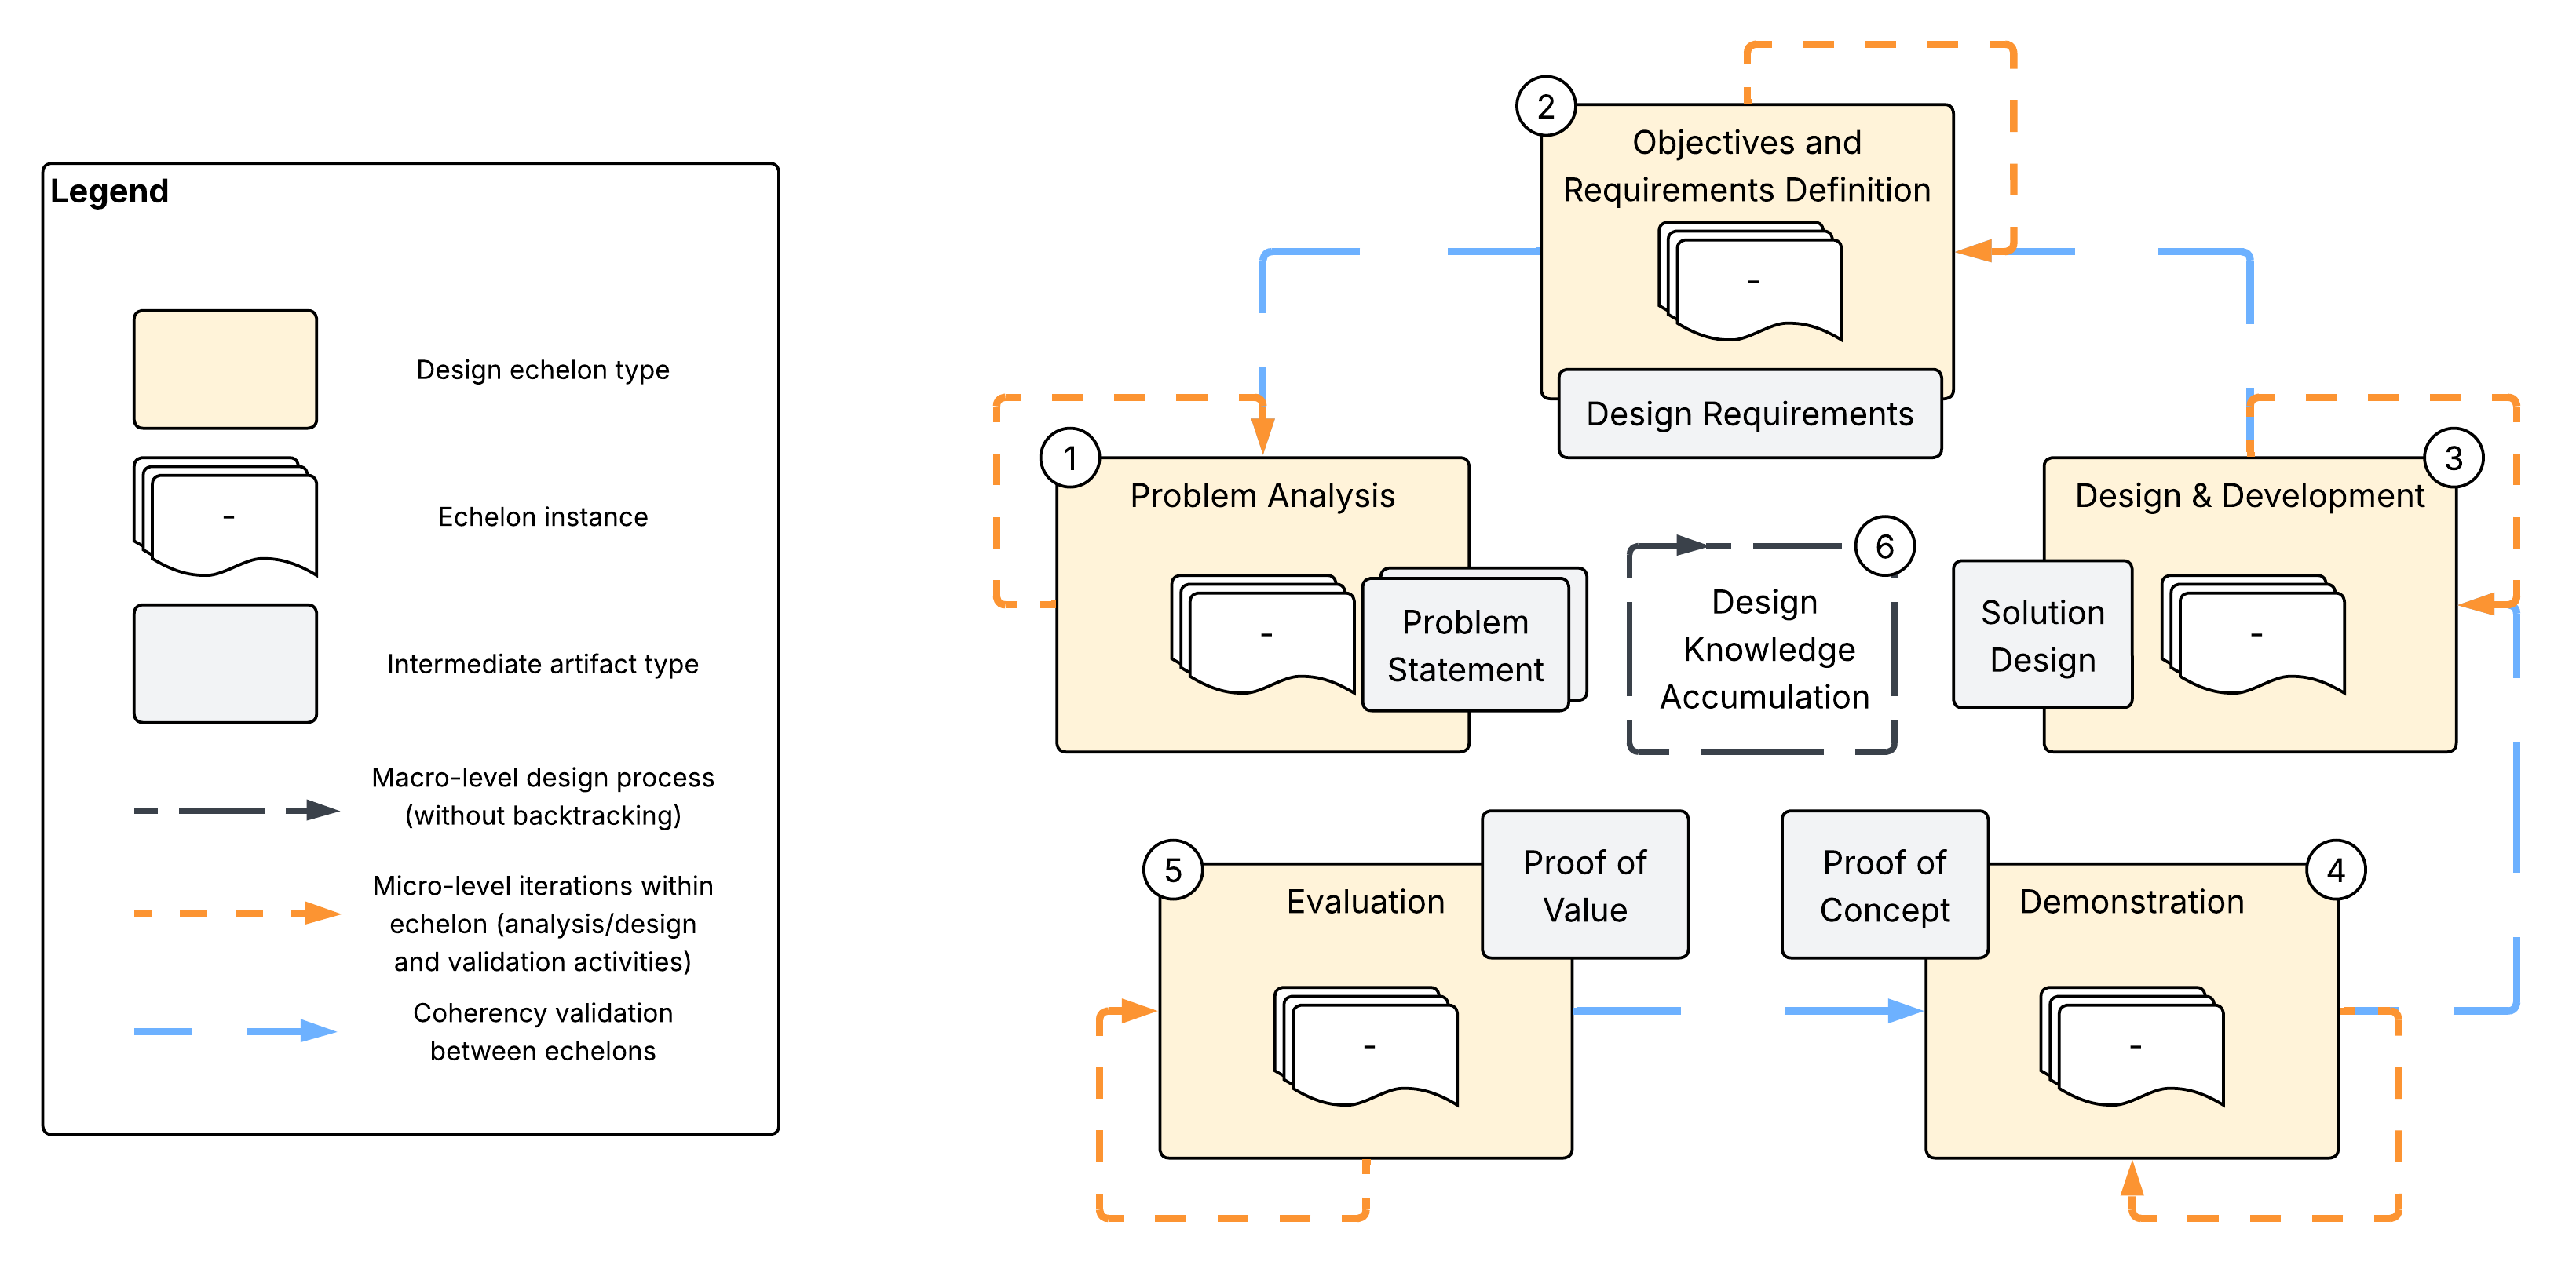 Legend
Design echelon type
-
Echelon instance
Intermediate artifact type
Macro-level design process
(without backtracking)
Micro-level iterations within
echelon (analysis/design
and validation activities)
Coherency validation
between echelons
2
Objectives and
Requirements Definition
-
Design Requirements
1
Problem Analysis
-
Problem
Statement
6
Design
Knowledge
Accumulation
3
Design & Development
Solution
Design
-
5
Evaluation
Proof of
Value
-
Proof of
Concept
4
Demonstration
-